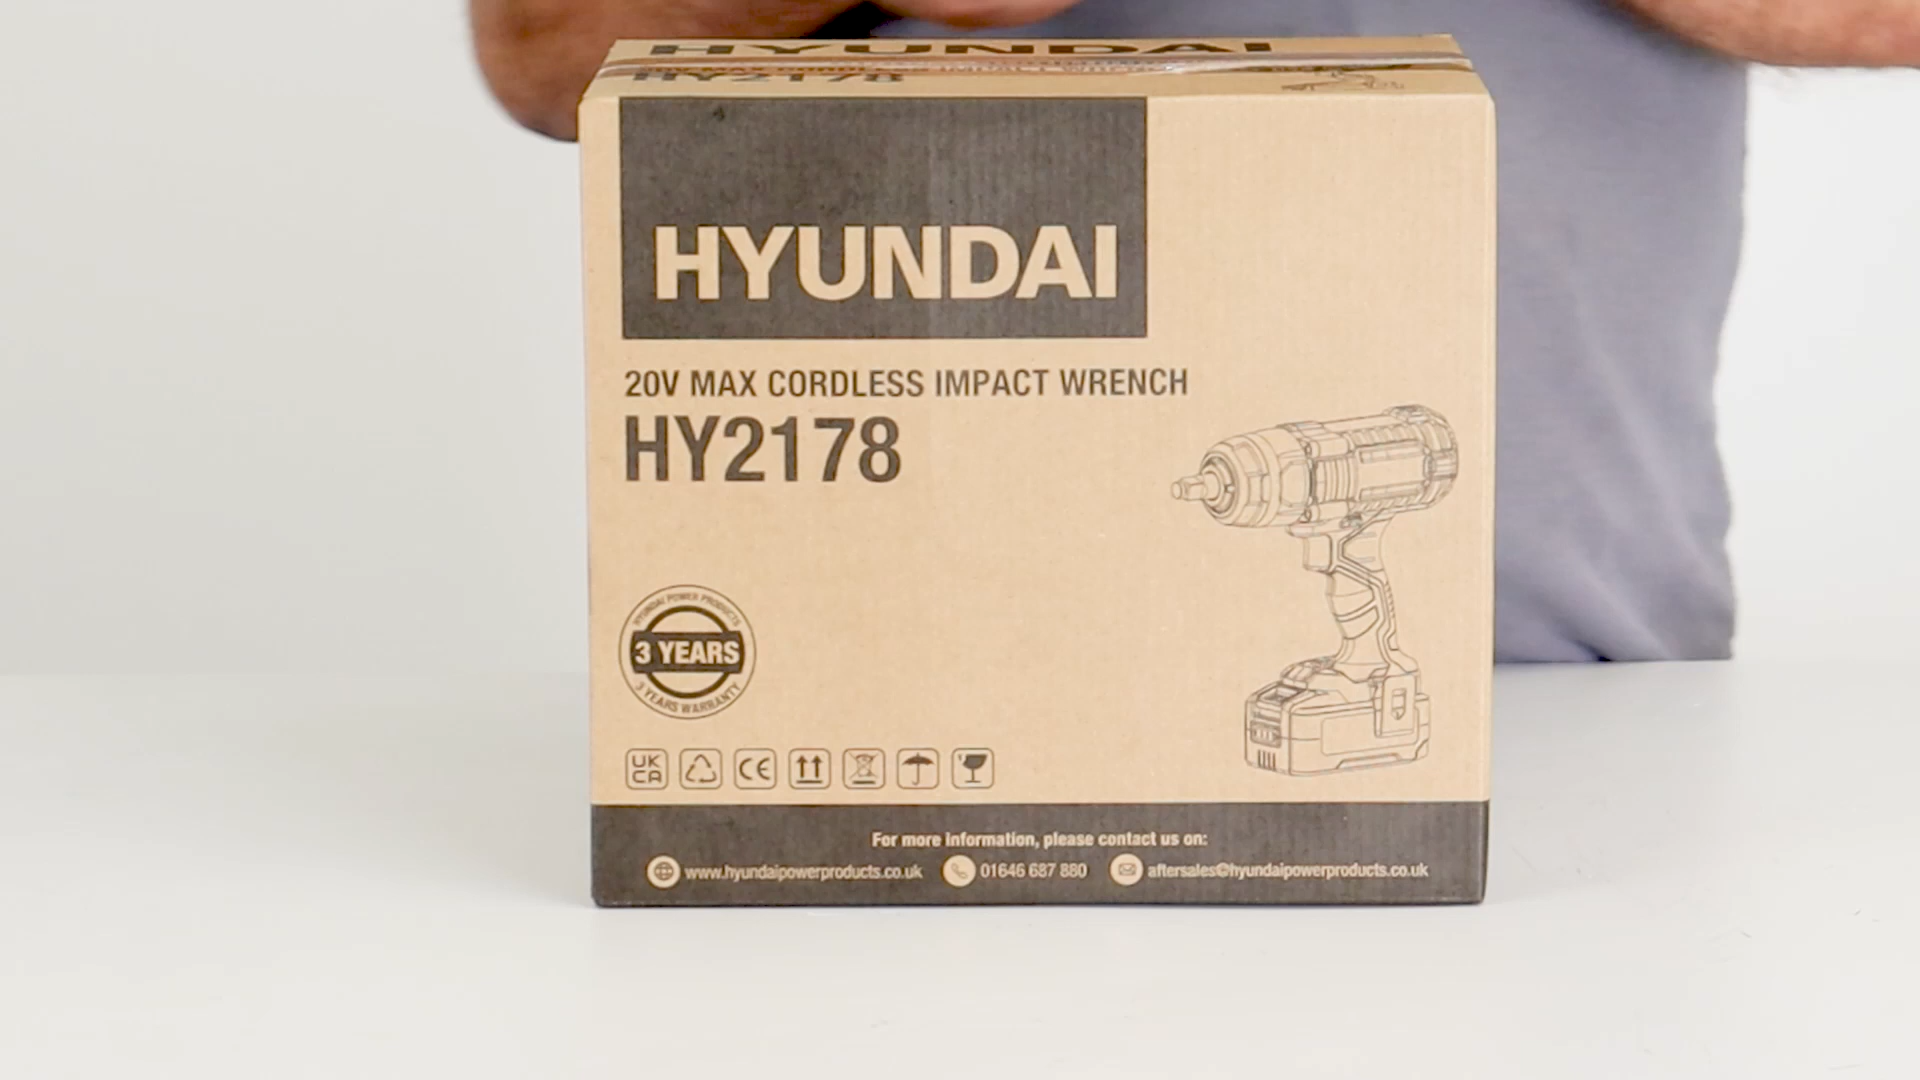 HYUNDAI
HY2178
HYUNDAI
20V MAX CORDLESS IMPACT WRENCH
HY2178
HYUNDAI POWER PRODUCTS
3 YEARS
3 YEARS WARRANTY
UK
CA
CE
For more information, please contact us on:
www.hyundaipowerproducts.co.uk 01646 687 880 aftersales@hyundaipowerproducts.co.uk